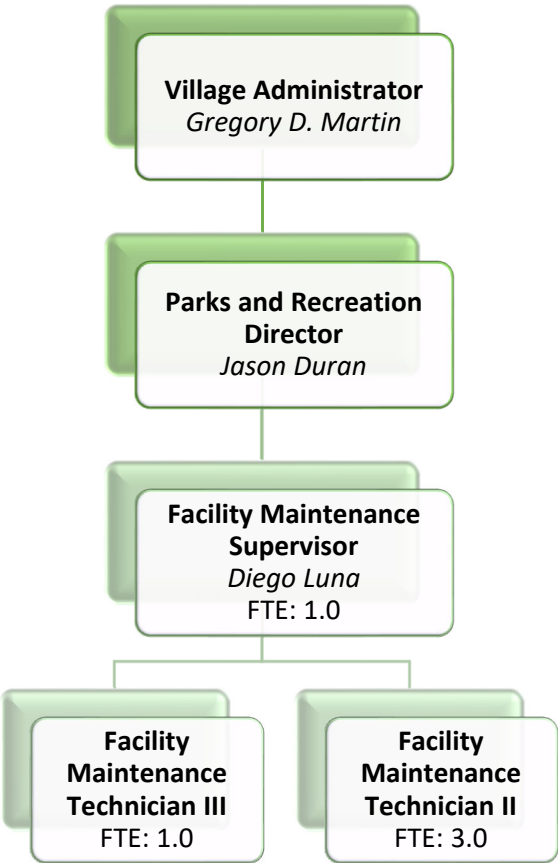 Village Administrator
Gregory D. Martin
Parks and Recreation
Director
Jason Duran
Facility Maintenance
Supervisor
Diego Luna
FTE: 1.0
Facility
Maintenance
Technician III
FTE: 1.0
Facility
Maintenance
Technician II
FTE: 3.0